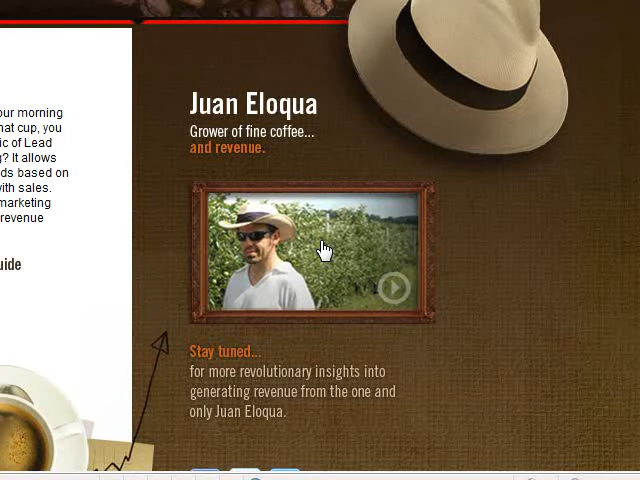 our morning
hat cup, you
ic of Lead
g? It allows
ds based on
with sales.
marketing
revenue
uide
Juan Eloqua
Grower of fine coffee...
and revenue.
Stay tuned...
for more revolutionary insights into
generating revenue from the one and
only Juan Eloqua.